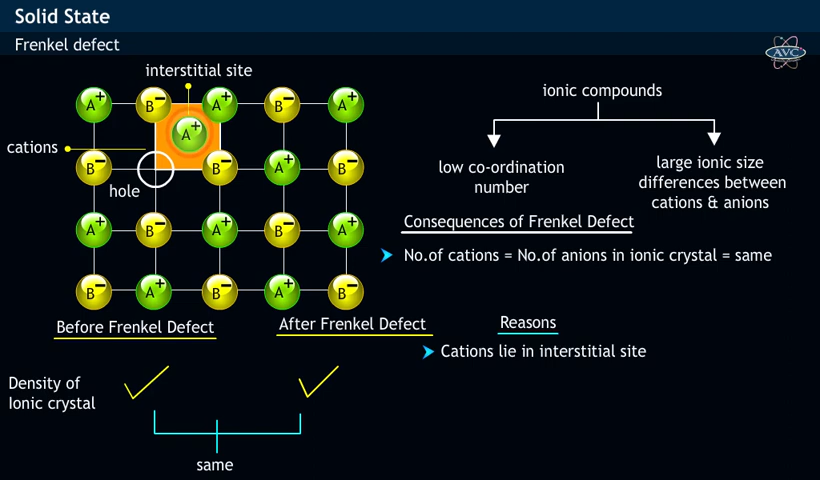 Solid State
Frenkel defect
AVC
interstitial site
A+ B− A+ B− A+
A+
cations
B− B− A+ B−
hole
A+ B− A+ B− A+
B− A+ B− A+ B−
ionic compounds
low co-ordination
number
large ionic size
differences between
cations & anions
Consequences of Frenkel Defect
No.of cations = No.of anions in ionic crystal = same
Before Frenkel Defect
After Frenkel Defect
Reasons
Cations lie in interstitial site
Density of
Ionic crystal
same